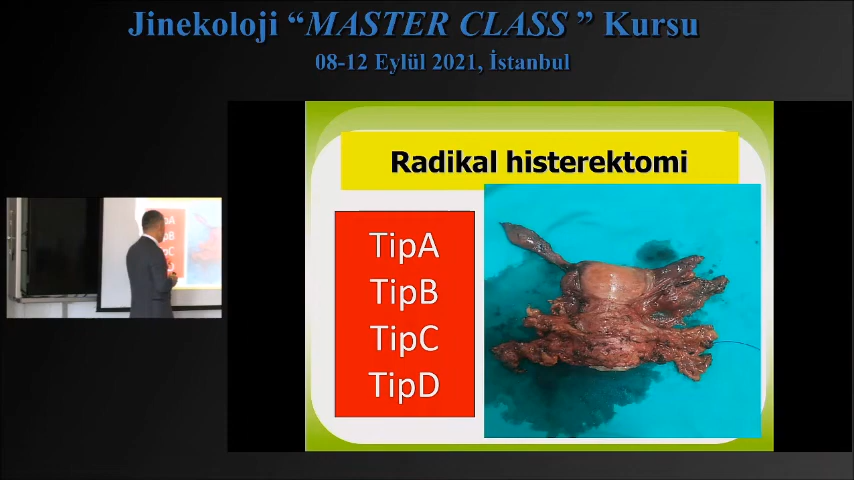 Jinekoloji “MASTER CLASS ” Kursu
08-12 Eylül 2021, İstanbul
Radikal histerektomi
TipA
TipB
TipC
TipD